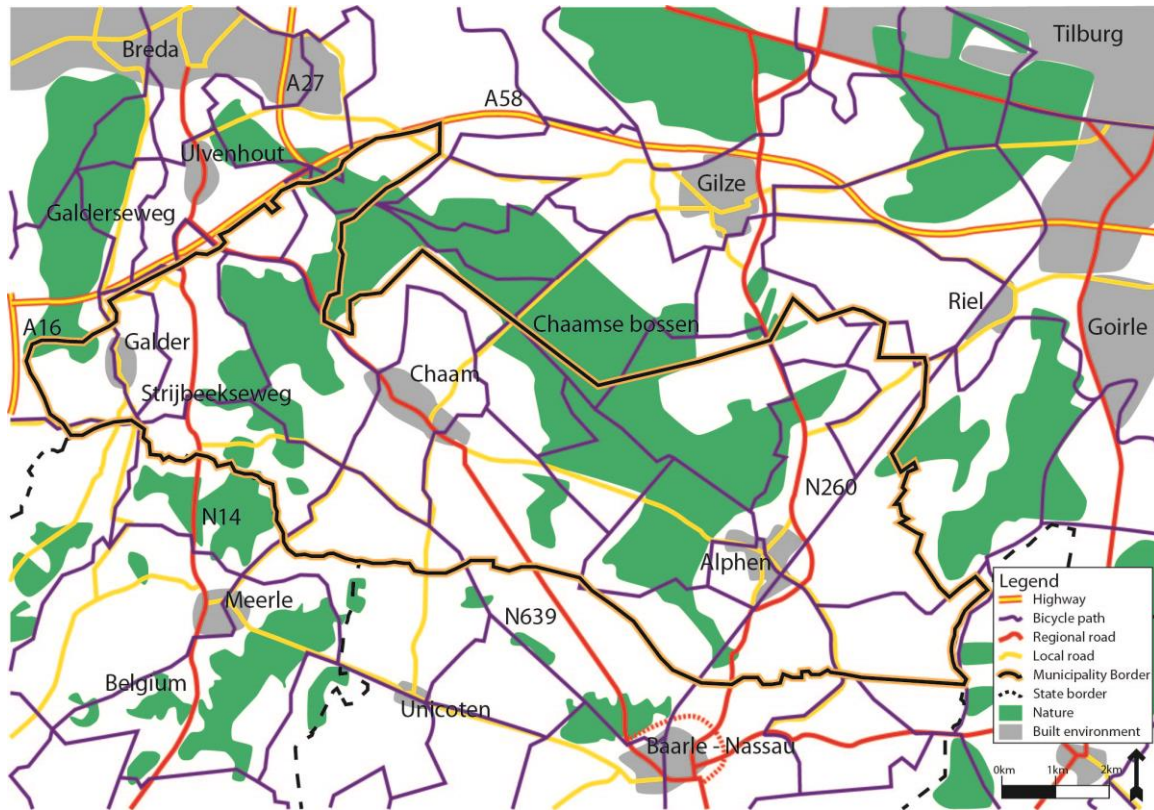 Breda
Tilburg
A27
A58
Ulvenhout
Gilze
Galderseweg
Riel
A16
Galder
Chaamse bossen
Goirle
Chaam
Strijbeekseweg
N260
N14
Alphen
Meerle
N639
Belgium
Unicoten
Baarle - Nassau
Legend
Highway
Bicycle path
Regional road
Local road
Municipality Border
State border
Nature
Built environment
0km 1km 2km